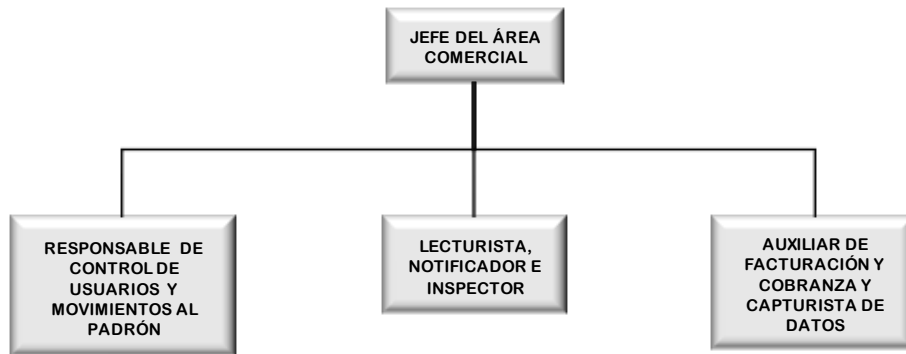 JEFE DEL ÁREA
COMERCIAL
RESPONSABLE DE
CONTROL DE
USUARIOS Y
MOVIMIENTOS AL
PADRÓN
LECTURISTA,
NOTIFICADOR E
INSPECTOR
AUXILIAR DE
FACTURACIÓN Y
COBRANZA Y
CAPTURISTA DE
DATOS